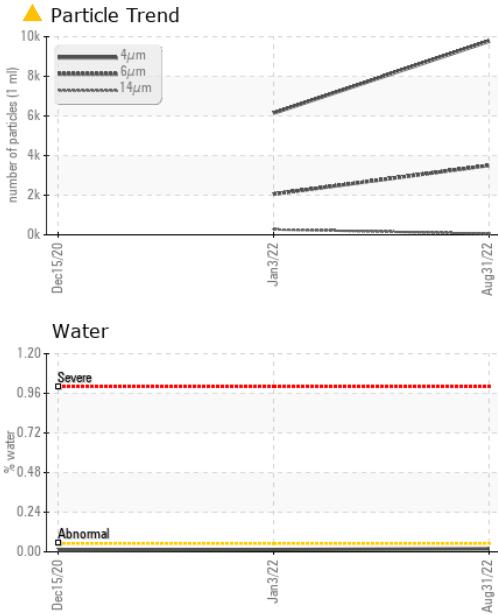 Particle Trend
number of particles (1 ml)
10k
8k
6k
4k
2k
0k
4µm
6µm
14µm
Dec15/20
Jan3/22
Aug31/22
Water
% water
1.20
0.96
0.72
0.48
0.24
0.00
Severe
Abnormal
Dec15/20
Jan3/22
Aug31/22